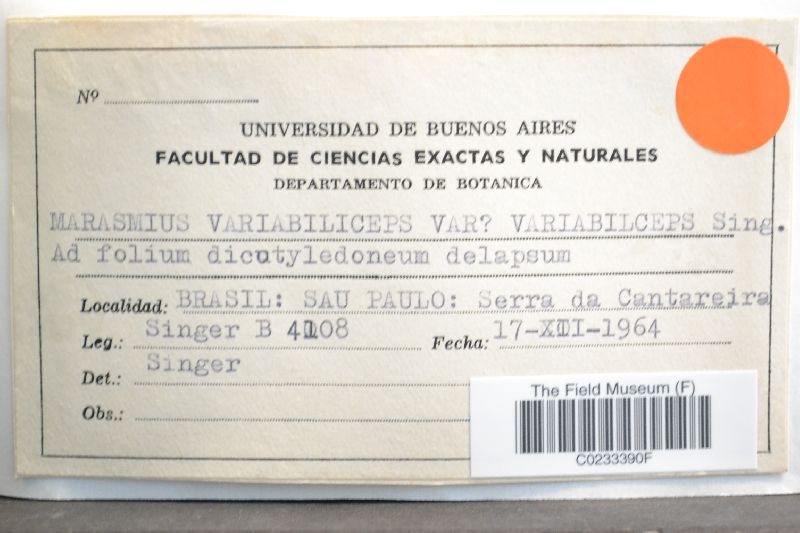 Nº
UNIVERSIDAD DE BUENOS AIRES
FACULTAD DE CIENCIAS EXACTAS Y NATURALES
DEPARTAMENTO DE BOTANICA
MARASMIUS VARIABILICEPS VAR? VARIABILCEPS Sing.
Ad folium dicutyledoneum delapsum
Localidad: BRASIL: SAU PAULO: Serra da Cantareira
Leg.: Singer B 4108 Fecha: 17-XII-1964
Det.: Singer
Obs.:
The Field Museum (F)
C0233390F